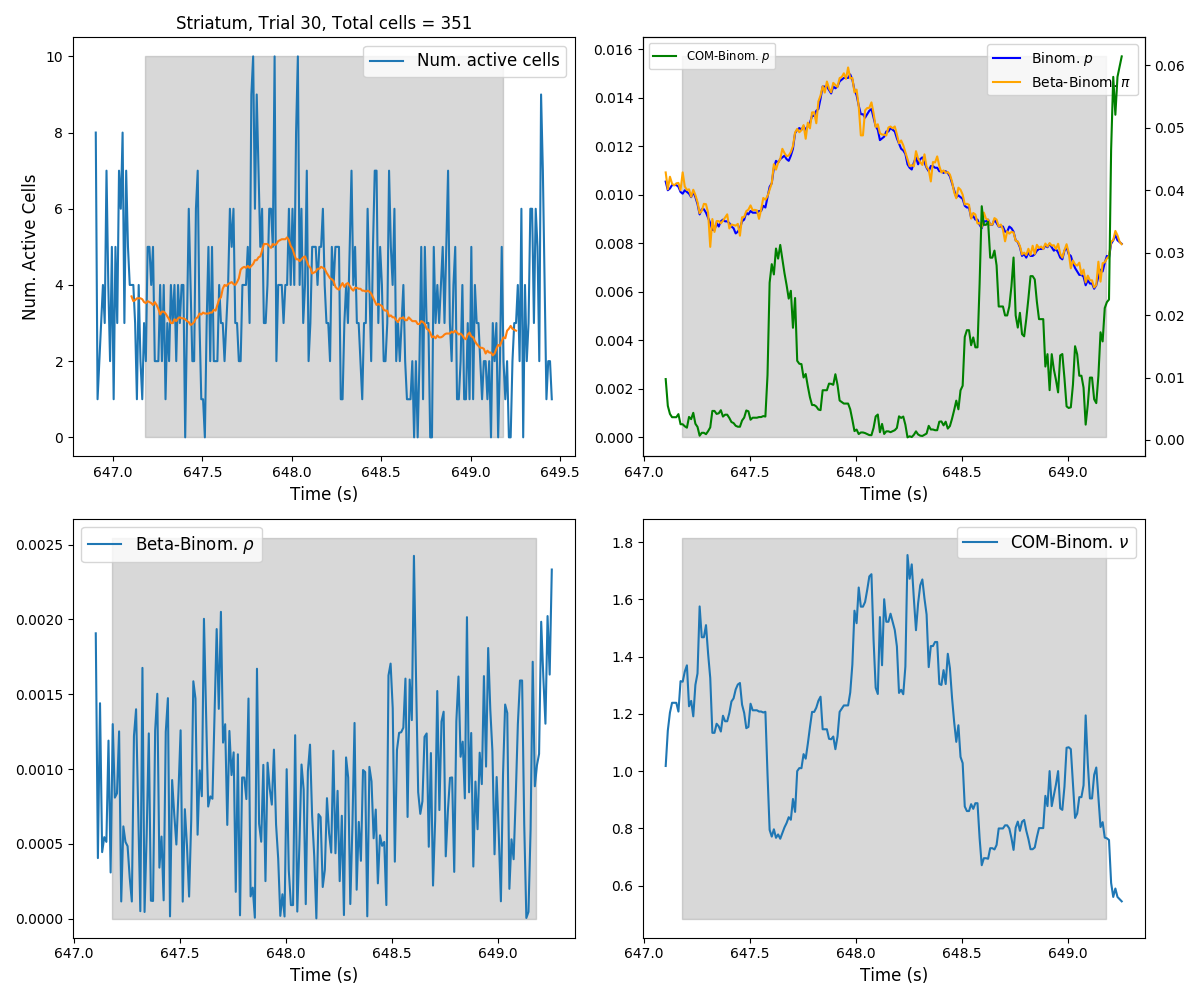 Striatum, Trial 30, Total cells = 351
Num. active cells
Num. Active Cells
10
8
6
4
2
0
647.0 647.5 648.0 648.5 649.0 649.5
Time (s)
COM-Binom. p
Binom. p
Beta-Binom. π
0.016
0.014
0.012
0.010
0.008
0.006
0.004
0.002
0.000
0.06
0.05
0.04
0.03
0.02
0.01
0.00
647.0 647.5 648.0 648.5 649.0
Time (s)
Beta-Binom. ρ
0.0025
0.0020
0.0015
0.0010
0.0005
0.0000
647.0 647.5 648.0 648.5 649.0
Time (s)
COM-Binom. ν
1.8
1.6
1.4
1.2
1.0
0.8
0.6
647.0 647.5 648.0 648.5 649.0
Time (s)